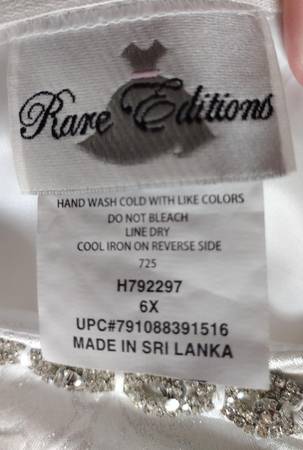 Rare Editions
HAND WASH COLD WITH LIKE COLORS
DO NOT BLEACH
LINE DRY
COOL IRON ON REVERSE SIDE
725
H792297
6X
UPC#791088391516
MADE IN SRI LANKA